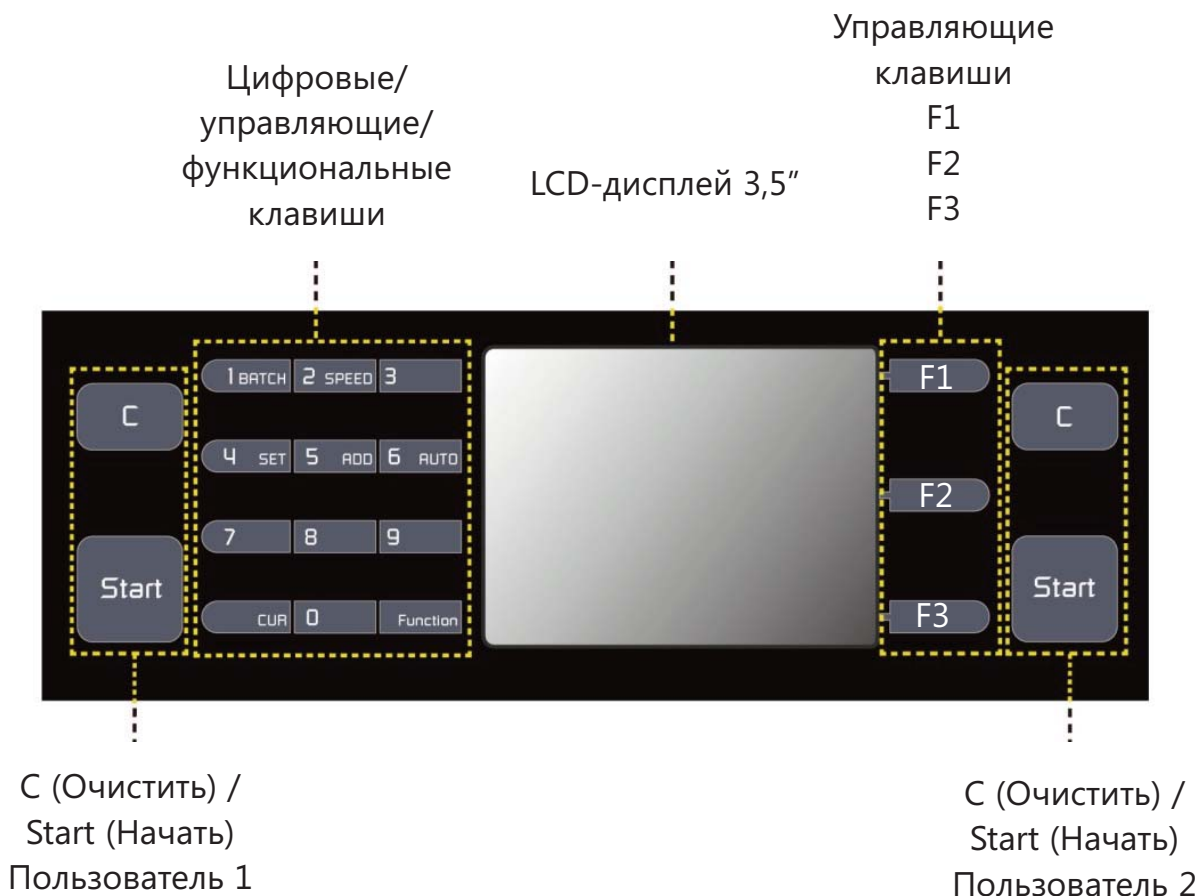 Управляющие
клавиши
F1
F2
F3
Цифровые/
управляющие/
функциональные
клавиши
LCD-дисплей 3,5"
C
Start
1 BATCH 2 SPEED 3
4 SET 5 ADD 6 AUTO
7 8 9
CUR 0 Function
F1
F2
F3
C
Start
C (Очистить) /
Start (Начать)
Пользователь 1
C (Очистить) /
Start (Начать)
Пользователь 2